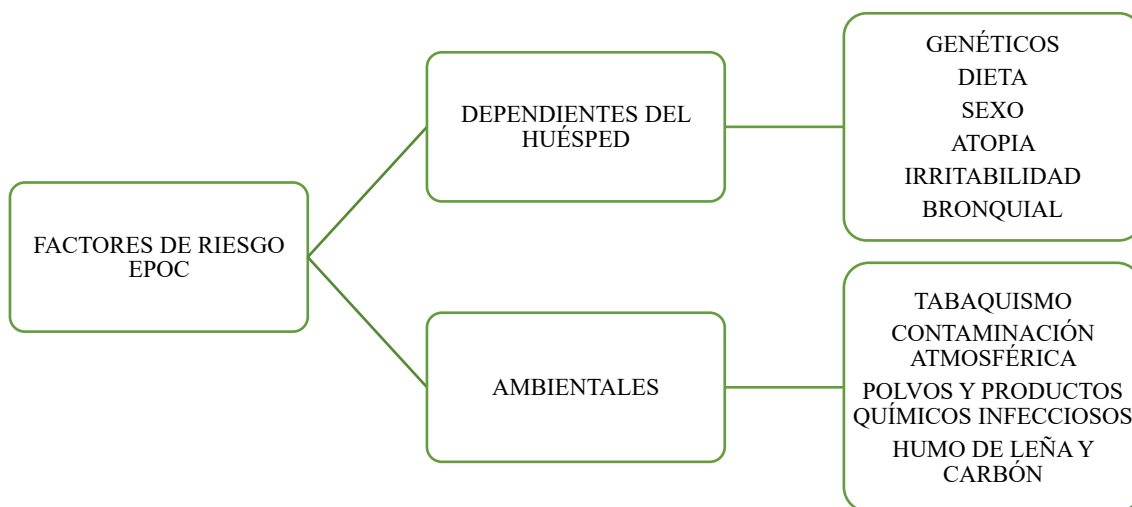 FACTORES DE RIESGO
EPOC
DEPENDIENTES DEL
HUÉSPED
GENÉTICOS
DIETA
SEXO
ATOPIA
IRRITABILIDAD
BRONQUIAL
AMBIENTALES
TABAQUISMO
CONTAMINACIÓN
ATMOSFÉRICA
POLVOS Y PRODUCTOS
QUÍMICOS INFECCIOSOS
HUMO DE LEÑA Y
CARBÓN